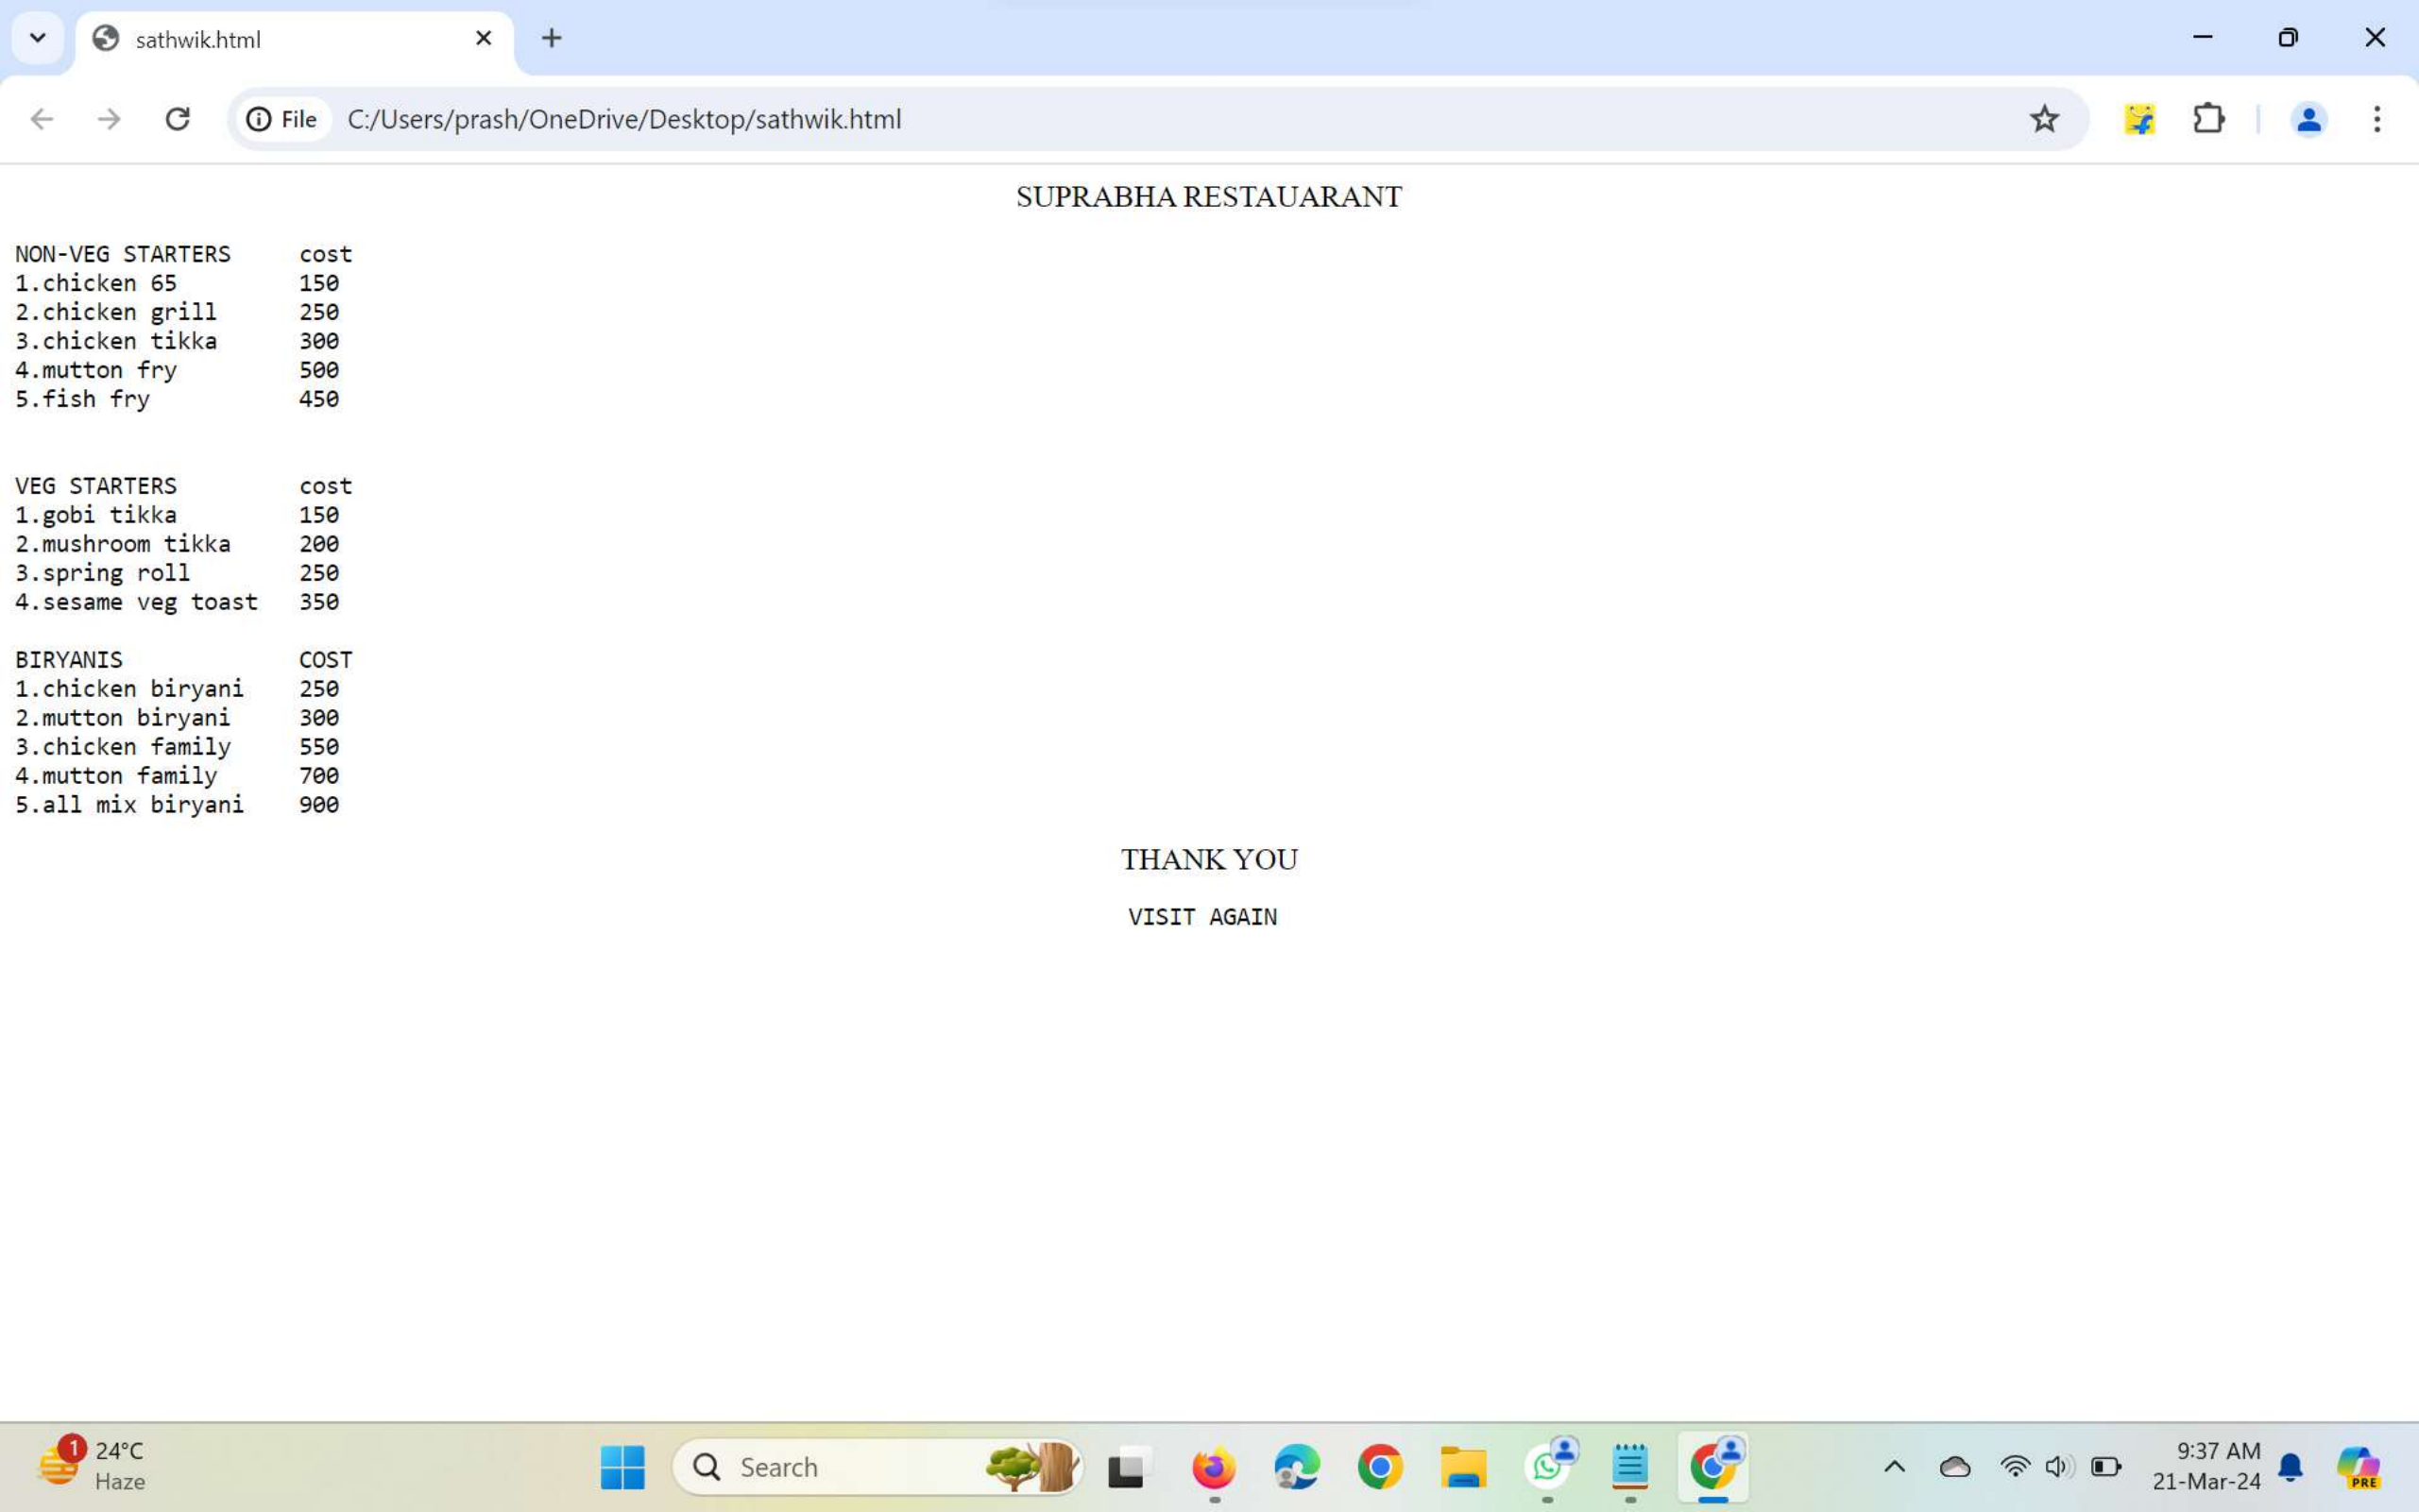 sathwik.html
File C:/Users/prash/OneDrive/Desktop/sathwik.html
SUPRABHA RESTAUARANT
NON-VEG STARTERS cost
1.chicken 65 150
2.chicken grill 250
3.chicken tikka 300
4.mutton fry 500
5.fish fry 450
VEG STARTERS cost
1.gobi tikka 150
2.mushroom tikka 200
3.spring roll 250
4.sesame veg toast 350
BIRYANIS COST
1.chicken biryani 250
2.mutton biryani 300
3.chicken family 550
4.mutton family 700
5.all mix biryani 900
THANK YOU
VISIT AGAIN
1
24°C
Haze
Search
9:37 AM
21-Mar-24
PRE